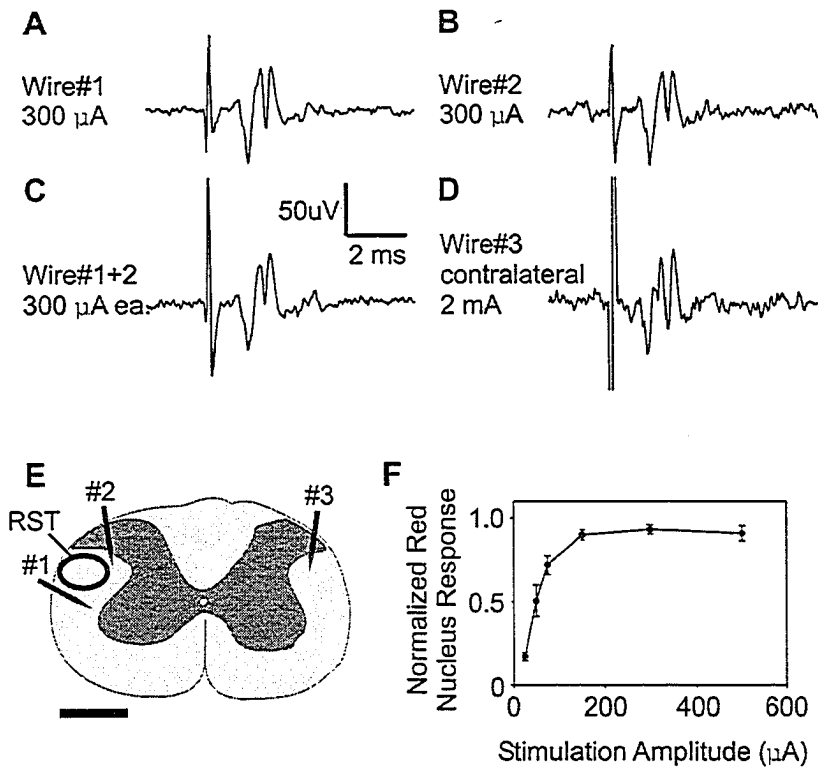 A
Wire#1
300 µA
B
Wire#2
300 µA
C
Wire#1+2
300 µA ea.
50uV
2 ms
D
Wire#3
contralateral
2 mA
E
#2
#3
RST
#1
F
Normalized Red
Nucleus Response
1.0
0.5
0
0
200
400
600
Stimulation Amplitude (µA)